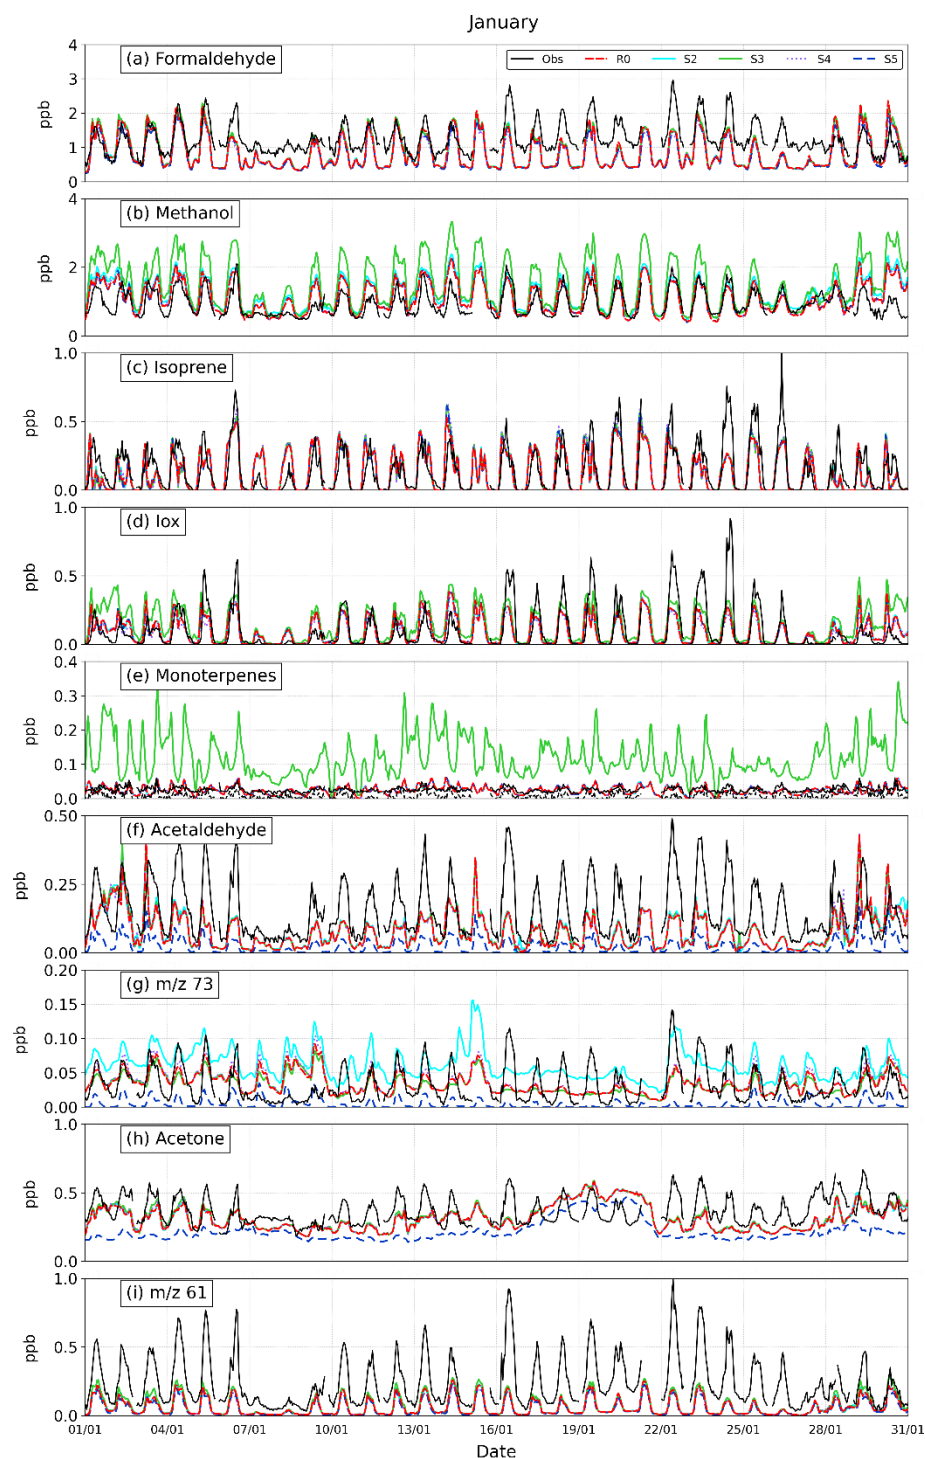 January
(a) Formaldehyde
Obs R0 S2 S3 S4 S5
4
3
2
1
0
ppb
(b) Methanol
4
2
0
ppb
(c) Isoprene
1.0
0.5
0.0
ppb
(d) Iox
1.0
0.5
0.0
ppb
(e) Monoterpenes
0.4
0.3
0.2
0.1
0.0
ppb
(f) Acetaldehyde
0.50
0.25
0.00
ppb
(g) m/z 73
0.20
0.15
0.10
0.05
0.00
ppb
(h) Acetone
1.0
0.5
0.0
ppb
(i) m/z 61
1.0
0.5
0.0
ppb
01/01 04/01 07/01 10/01 13/01 16/01 19/01 22/01 25/01 28/01 31/01
Date